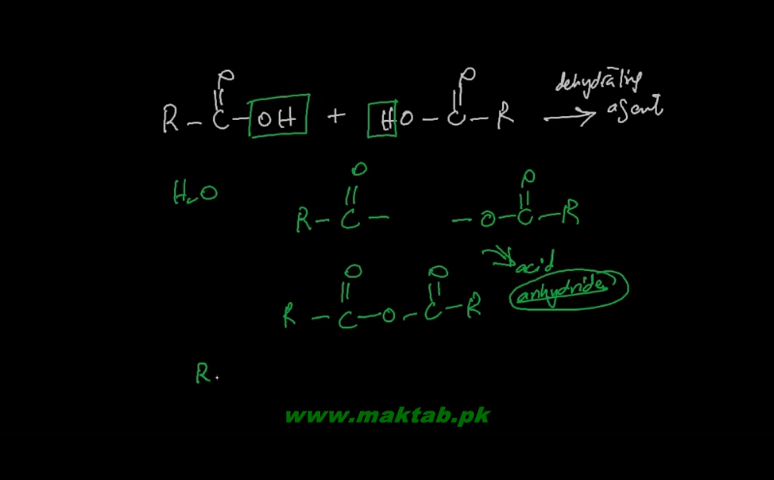 dehydrating
O O agent
R - C - OH + HO - C - R →
H2O
O O
R - C - - O - C - R
acid
O O anhydride
R - C - O - C - R
R.
www.maktab.pk